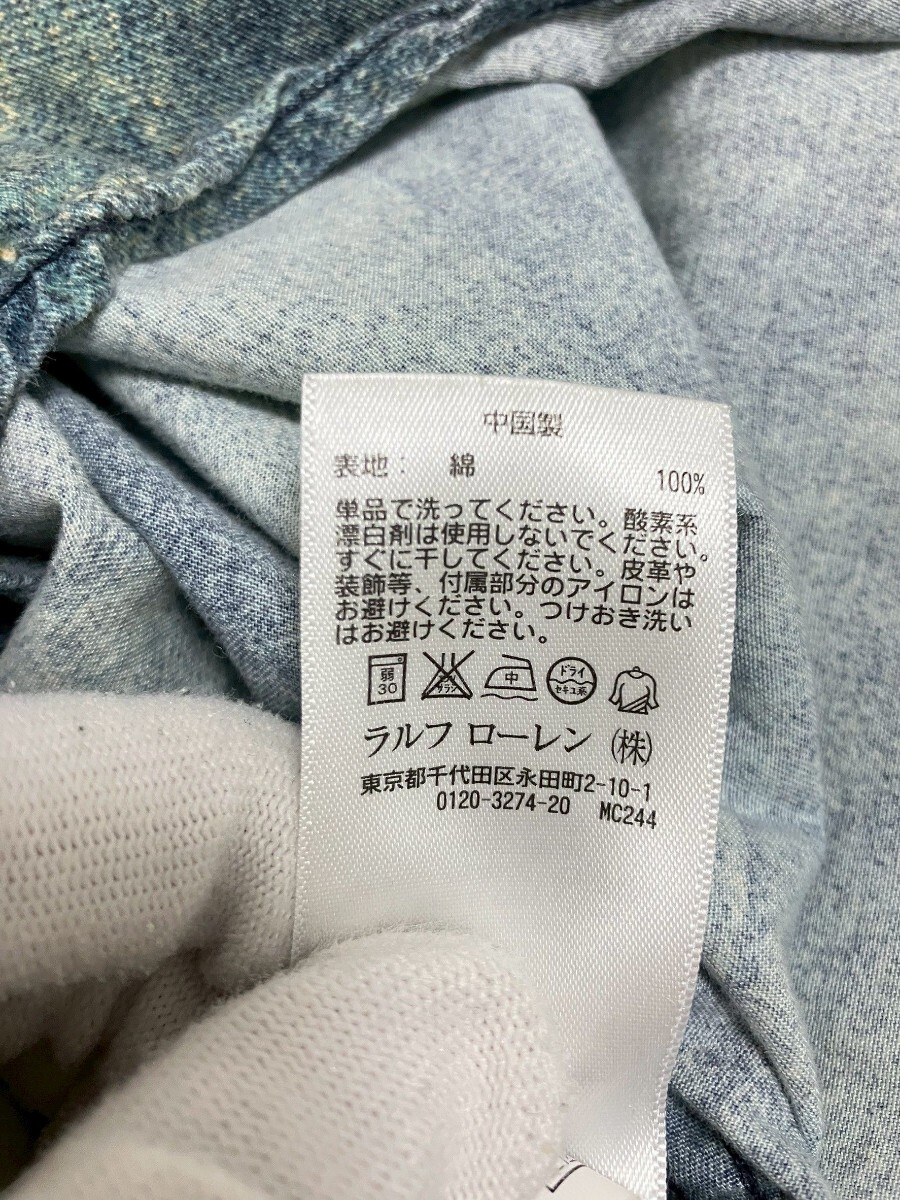 中国製
表地： 綿 100%
単品で洗ってください。酸素系
漂白剤は使用しないでください。
すぐに干してください。皮革や
装飾等、付属部分のアイロンは
お避けください。つけおき洗い
はお避けください。
弱 30 中 ドライ セキユ系
ラルフ ローレン（株）
東京都千代田区永田町2-10-1
0120-3274-20 MC244